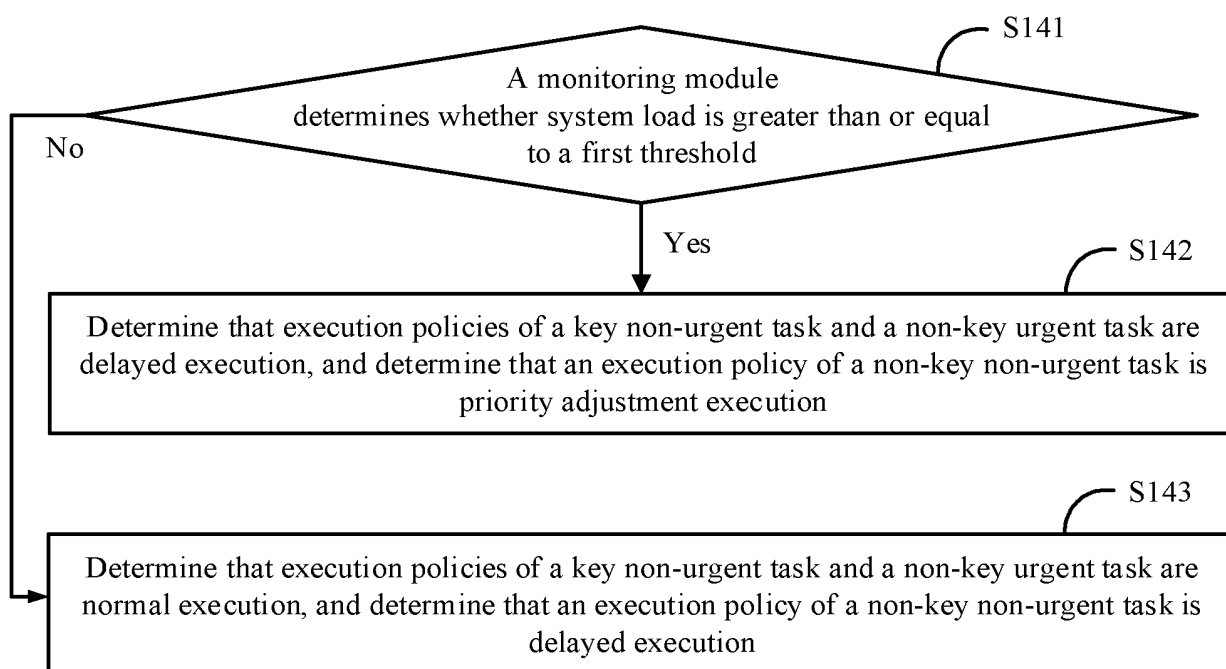 S141
A monitoring module
determines whether system load is greater than or equal
to a first threshold
No
Yes
S142
Determine that execution policies of a key non-urgent task and a non-key urgent task are
delayed execution, and determine that an execution policy of a non-key non-urgent task is
priority adjustment execution
S143
Determine that execution policies of a key non-urgent task and a non-key urgent task are
normal execution, and determine that an execution policy of a non-key non-urgent task is
delayed execution